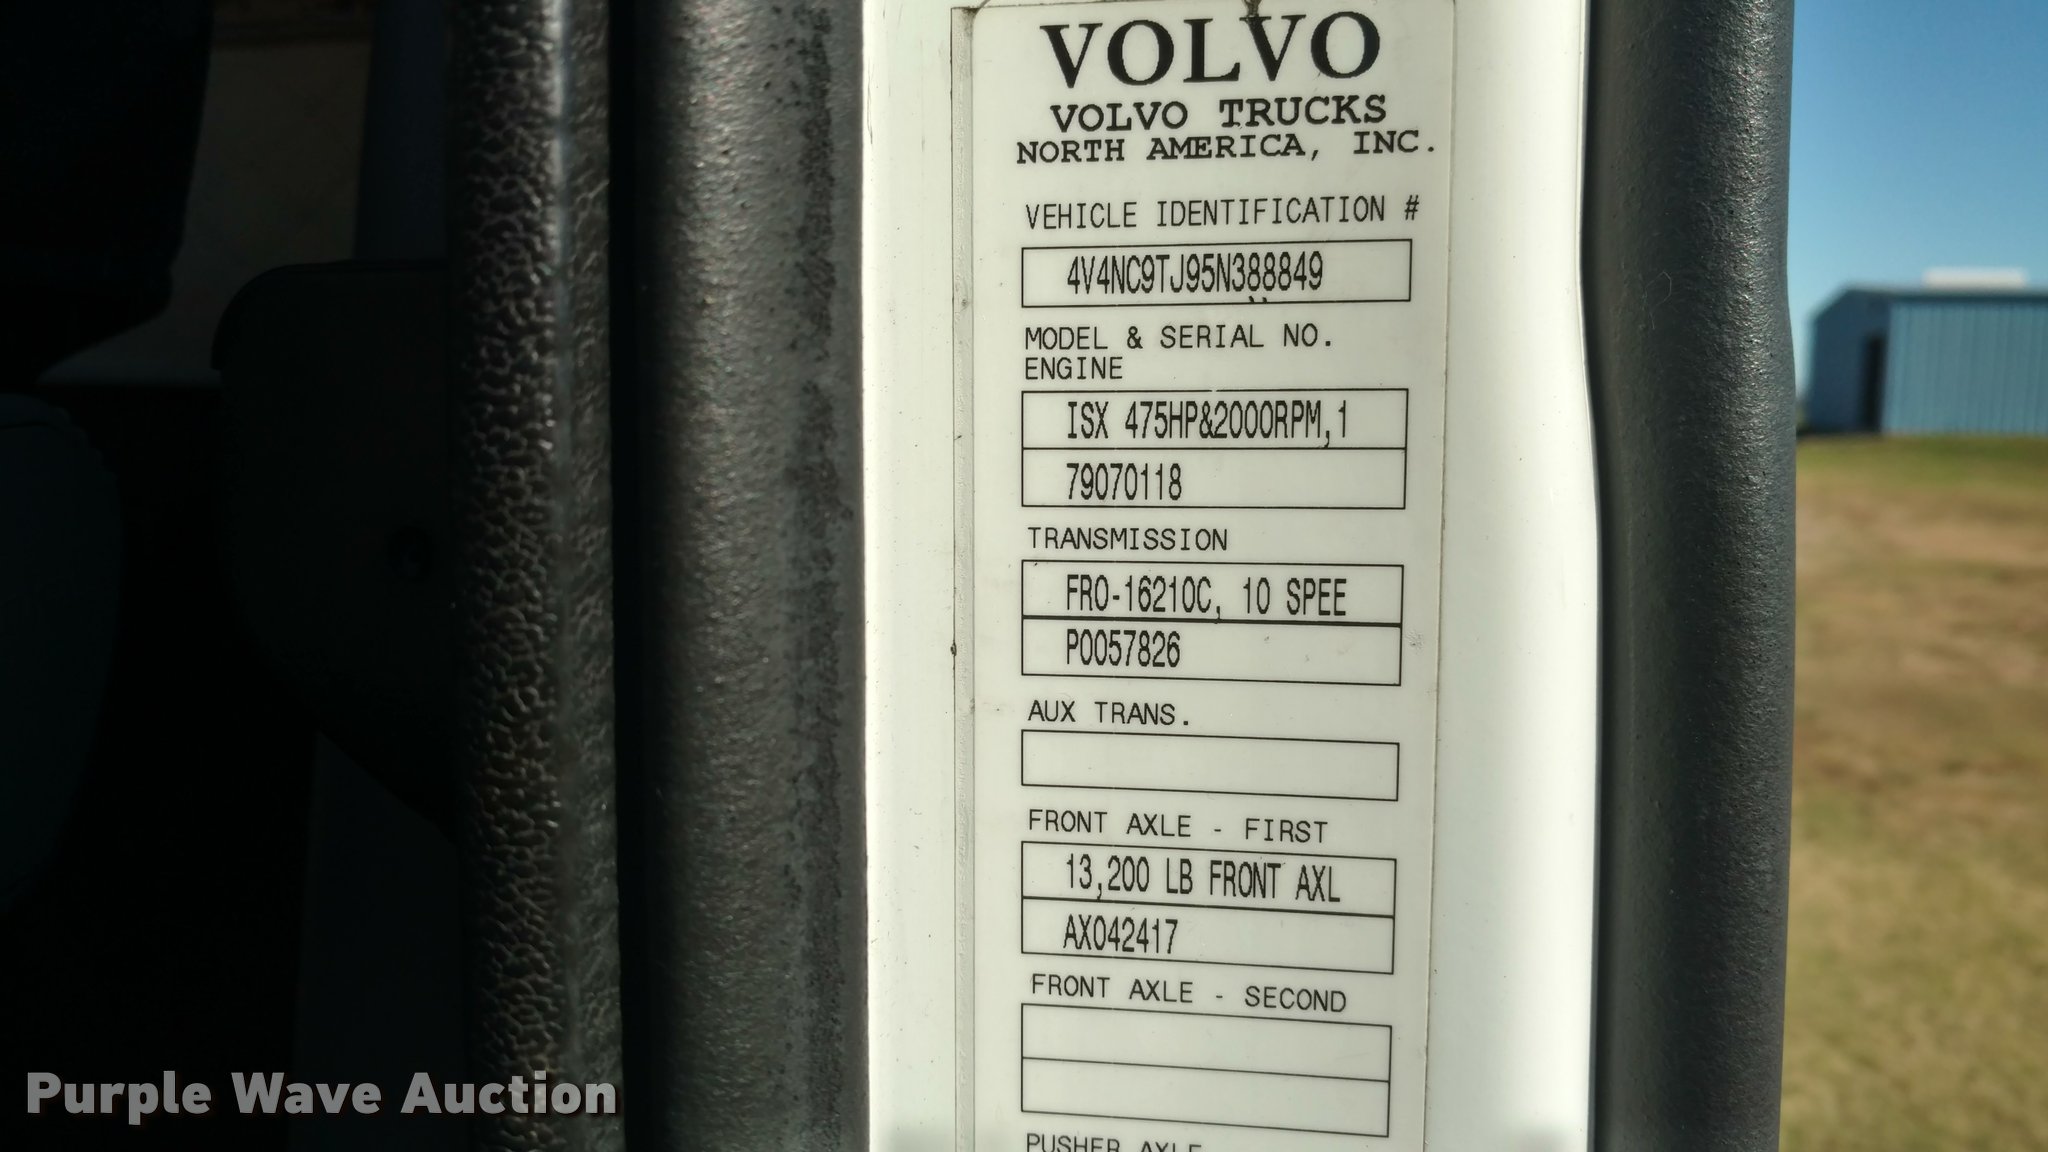 VOLVO
VOLVO TRUCKS
NORTH AMERICA, INC.
VEHICLE IDENTIFICATION #
4V4NC9TJ95N388849
MODEL & SERIAL NO.
ENGINE
ISX 475HP&2000RPM,1
79070118
TRANSMISSION
FRO-16210C, 10 SPEE
P0057826
AUX TRANS.
FRONT AXLE - FIRST
13,200 LB FRONT AXL
AX042417
FRONT AXLE - SECOND
PUSHER AXLE
Purple Wave Auction